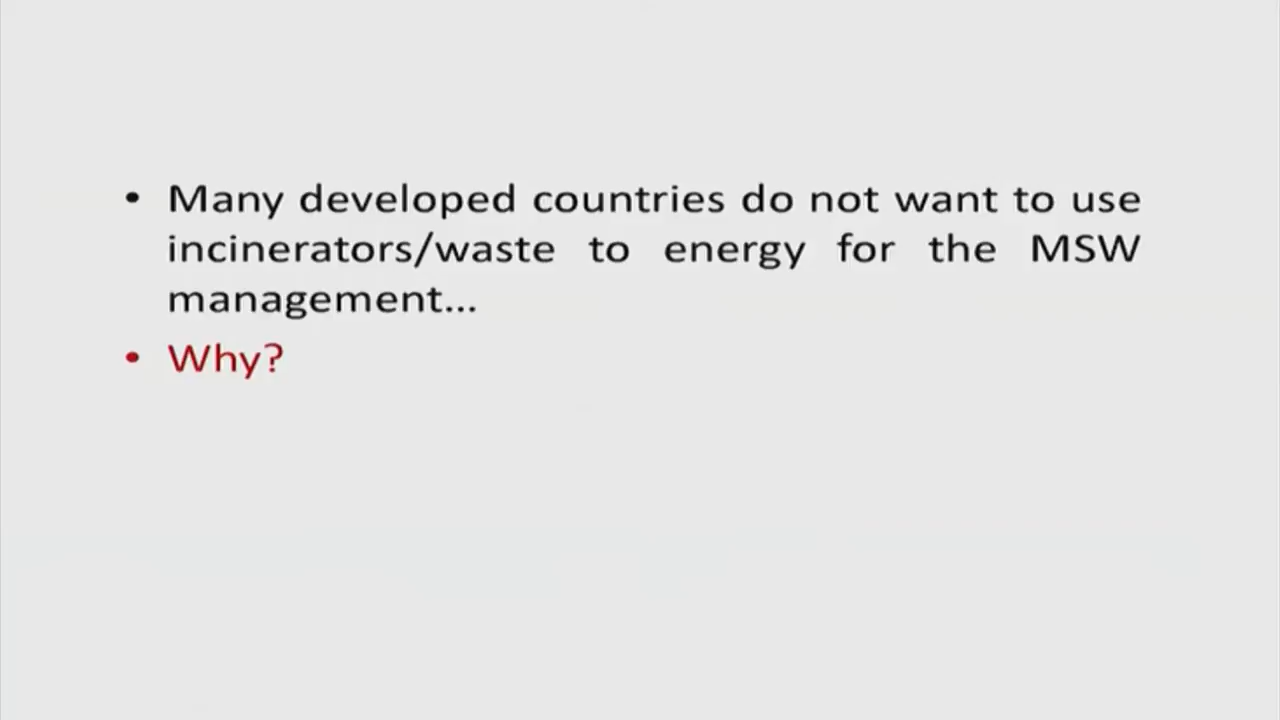 • Many developed countries do not want to use
incinerators/waste to energy for the MSW
management...
• Why?